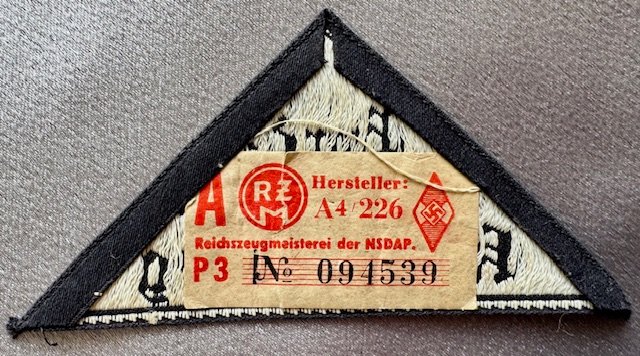 A
RZM
Hersteller:
A4/226
Reichszeugmeisterei der NSDAP.
P3 No 094539